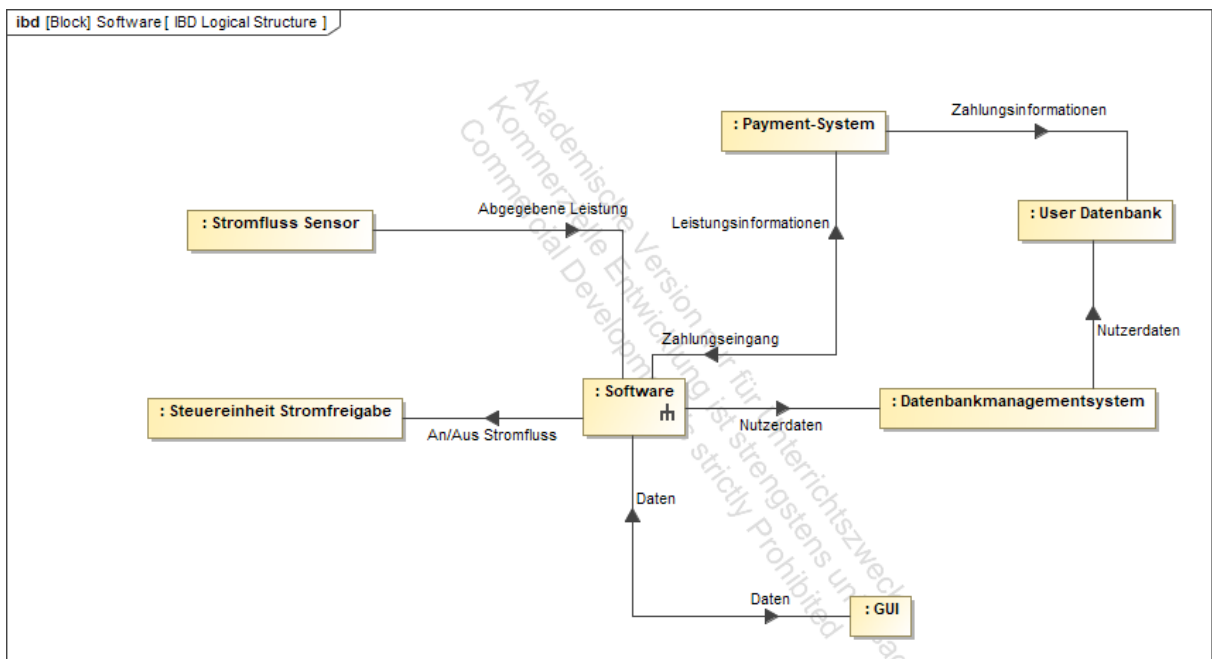 ibd [Block] Software [ IBD Logical Structure ]
Akademische Version nur für Unterrichtszweck
Kommerzielle Entwicklung ist strengstens un
Commercial Development is strictly Prohibited
: Payment-System
Zahlungsinformationen
: Stromfluss Sensor
Abgegebene Leistung
Leistungsinformationen
: User Datenbank
Zahlungseingang
Nutzerdaten
: Steuereinheit Stromfreigabe
An/Aus Stromfluss
: Software
Nutzerdaten
: Datenbankmanagementsystem
Daten
Daten
: GUI